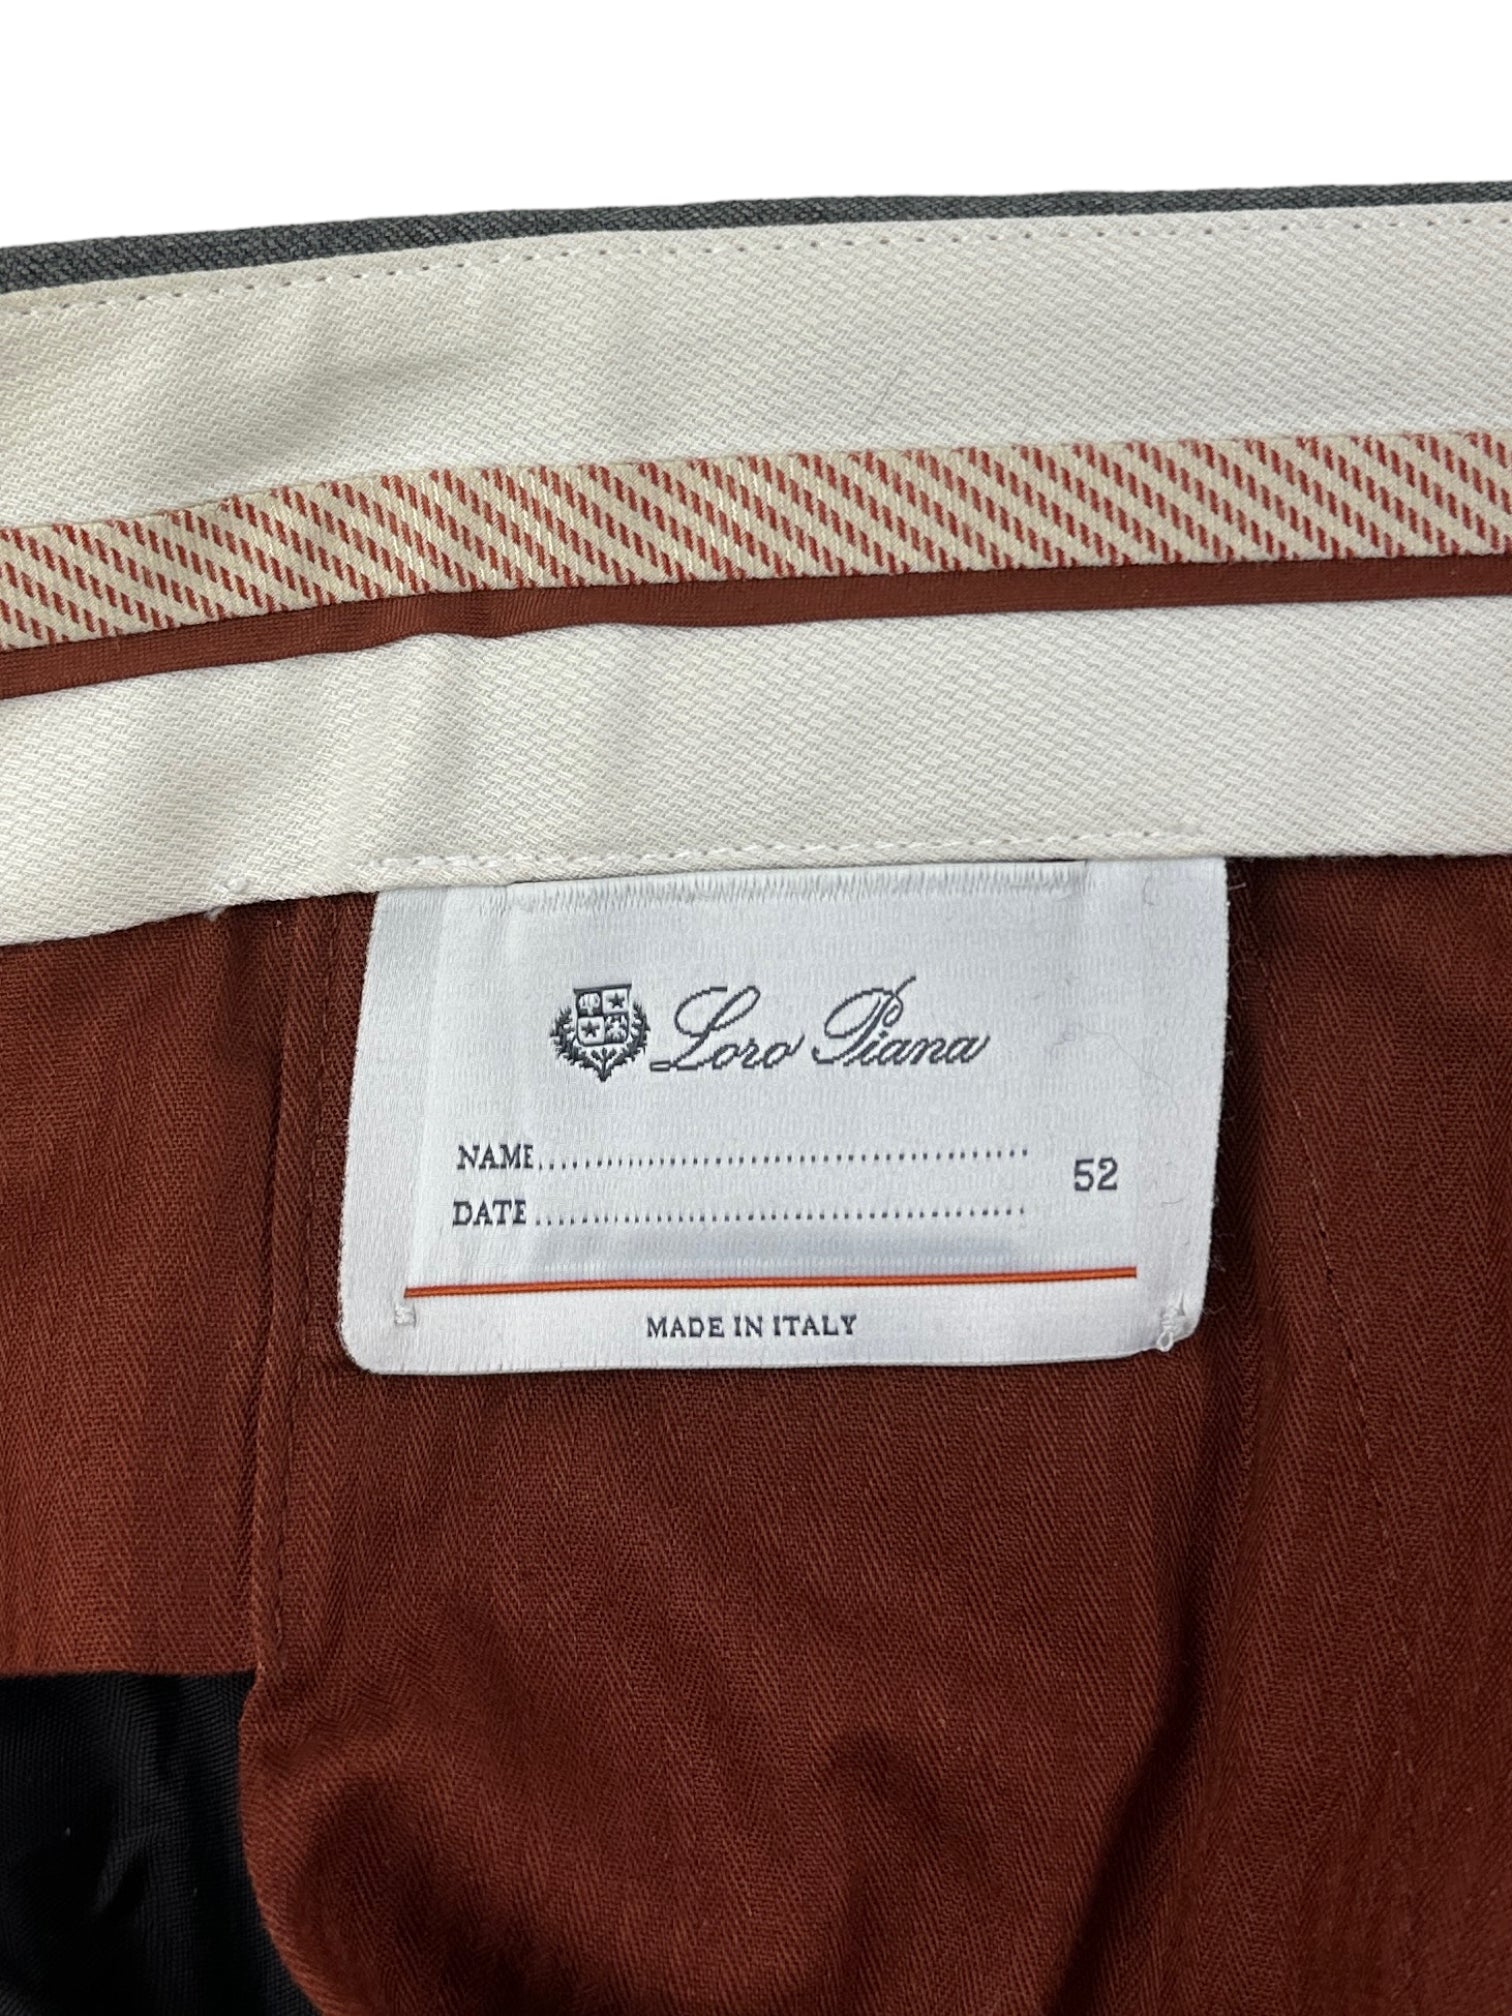 Loro Piana
NAME........................................
DATE........................................
52
MADE IN ITALY